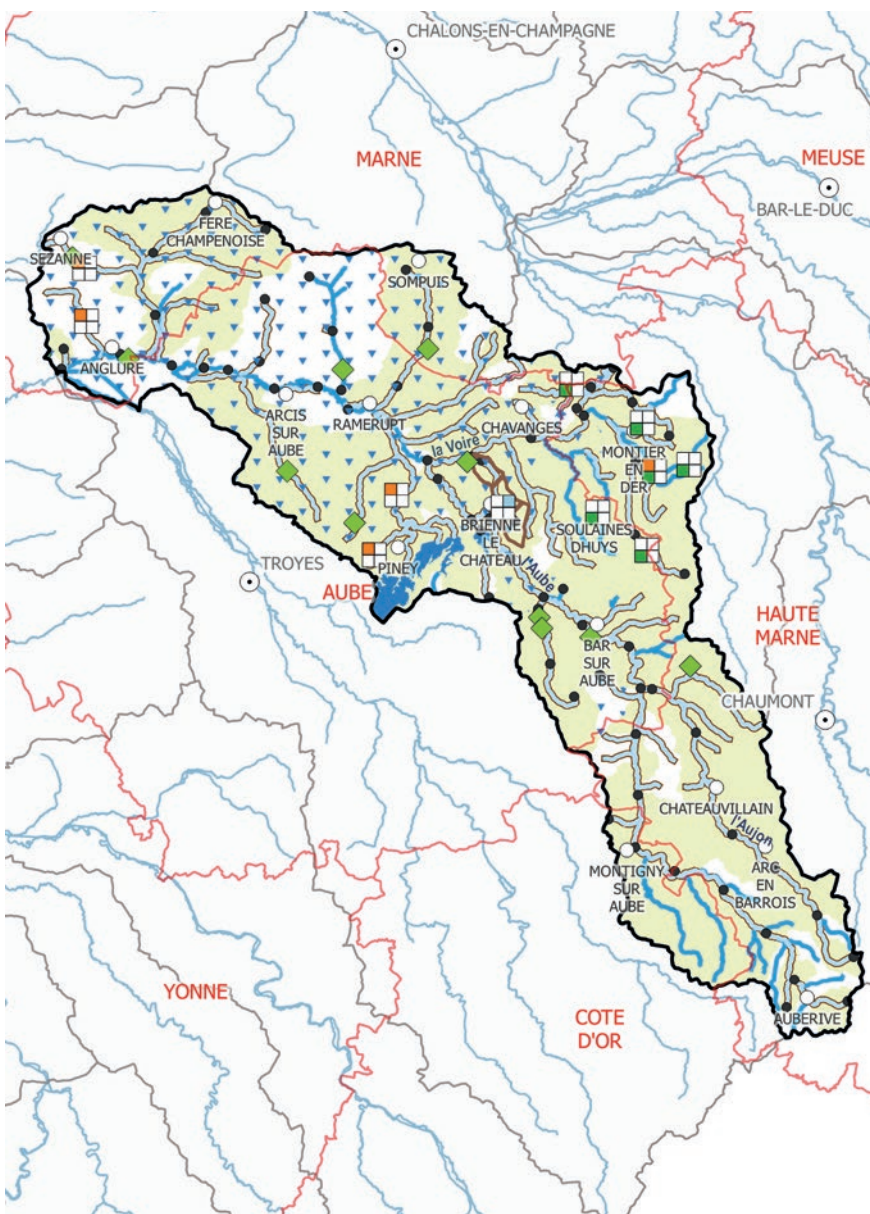 CHALONS-EN-CHAMPAGNE
MARNE
MEUSE
BAR-LE-DUC
FERE
CHAMPENOISE
SEZANNE
SOMPUIS
ANGLURE
ARCIS
SUR
AUBE
RAMERUPT
CHAVANGES
la Voire
MONTIER
EN
DER
BRIENNE
LE
CHATEAU
SOULAINES
DHUYS
TROYES
PINEY
AUBE
l'Aube
HAUTE
MARNE
BAR
SUR
AUBE
CHAUMONT
CHATEAUVILLAIN
l'Aujon
MONTIGNY
SUR
AUBE
ARC
EN
BARROIS
YONNE
COTE
D'OR
AUBERIVE